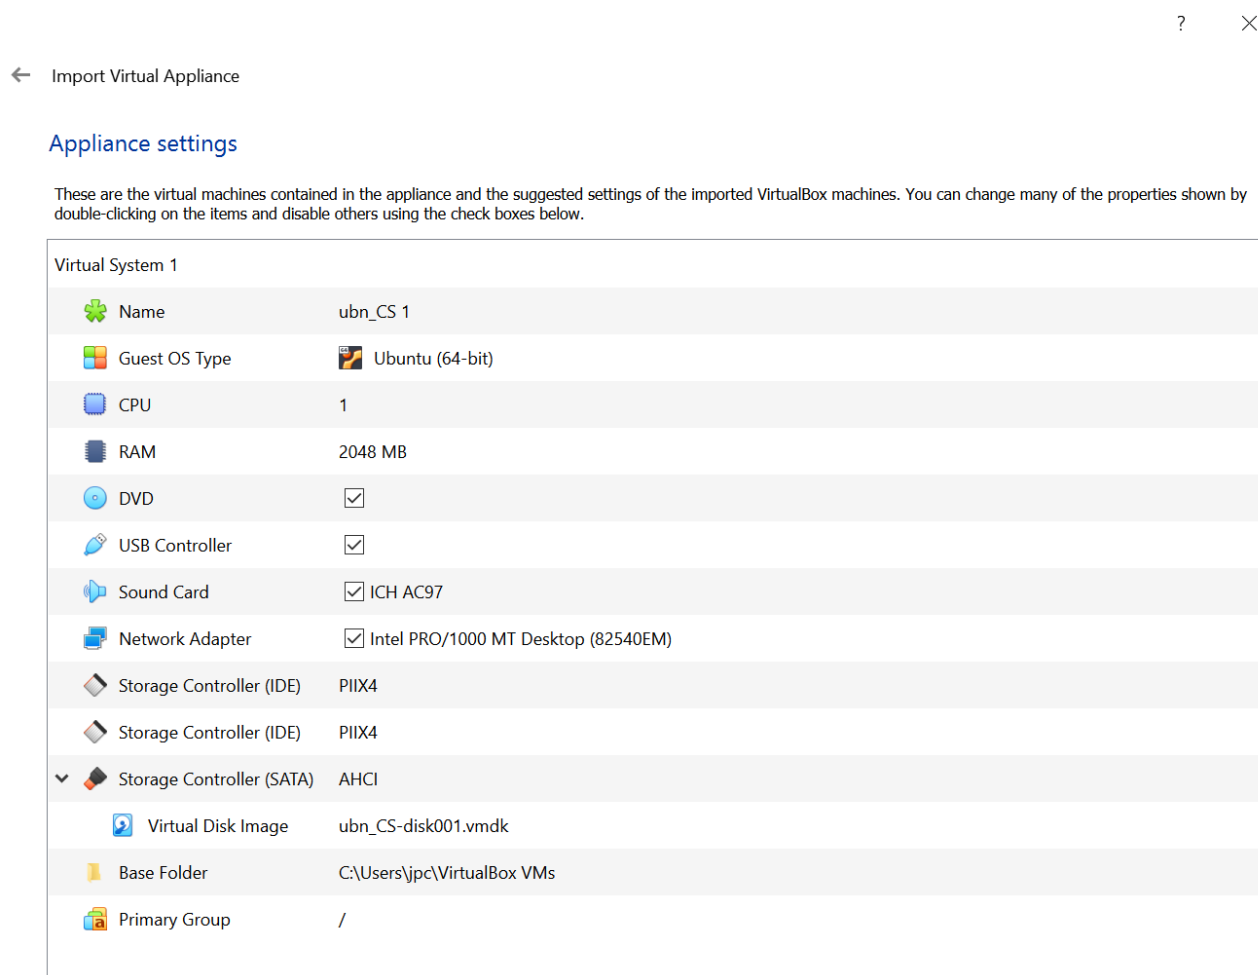 ?
Import Virtual Appliance
Appliance settings
These are the virtual machines contained in the appliance and the suggested settings of the imported VirtualBox machines. You can change many of the properties shown by
double-clicking on the items and disable others using the check boxes below.
Virtual System 1
Name ubn_CS 1
Guest OS Type Ubuntu (64-bit)
CPU 1
RAM 2048 MB
DVD
USB Controller
Sound Card ICH AC97
Network Adapter Intel PRO/1000 MT Desktop (82540EM)
Storage Controller (IDE) PIIX4
Storage Controller (IDE) PIIX4
Storage Controller (SATA) AHCI
Virtual Disk Image ubn_CS-disk001.vmdk
Base Folder C:\Users\jpc\VirtualBox VMs
Primary Group /